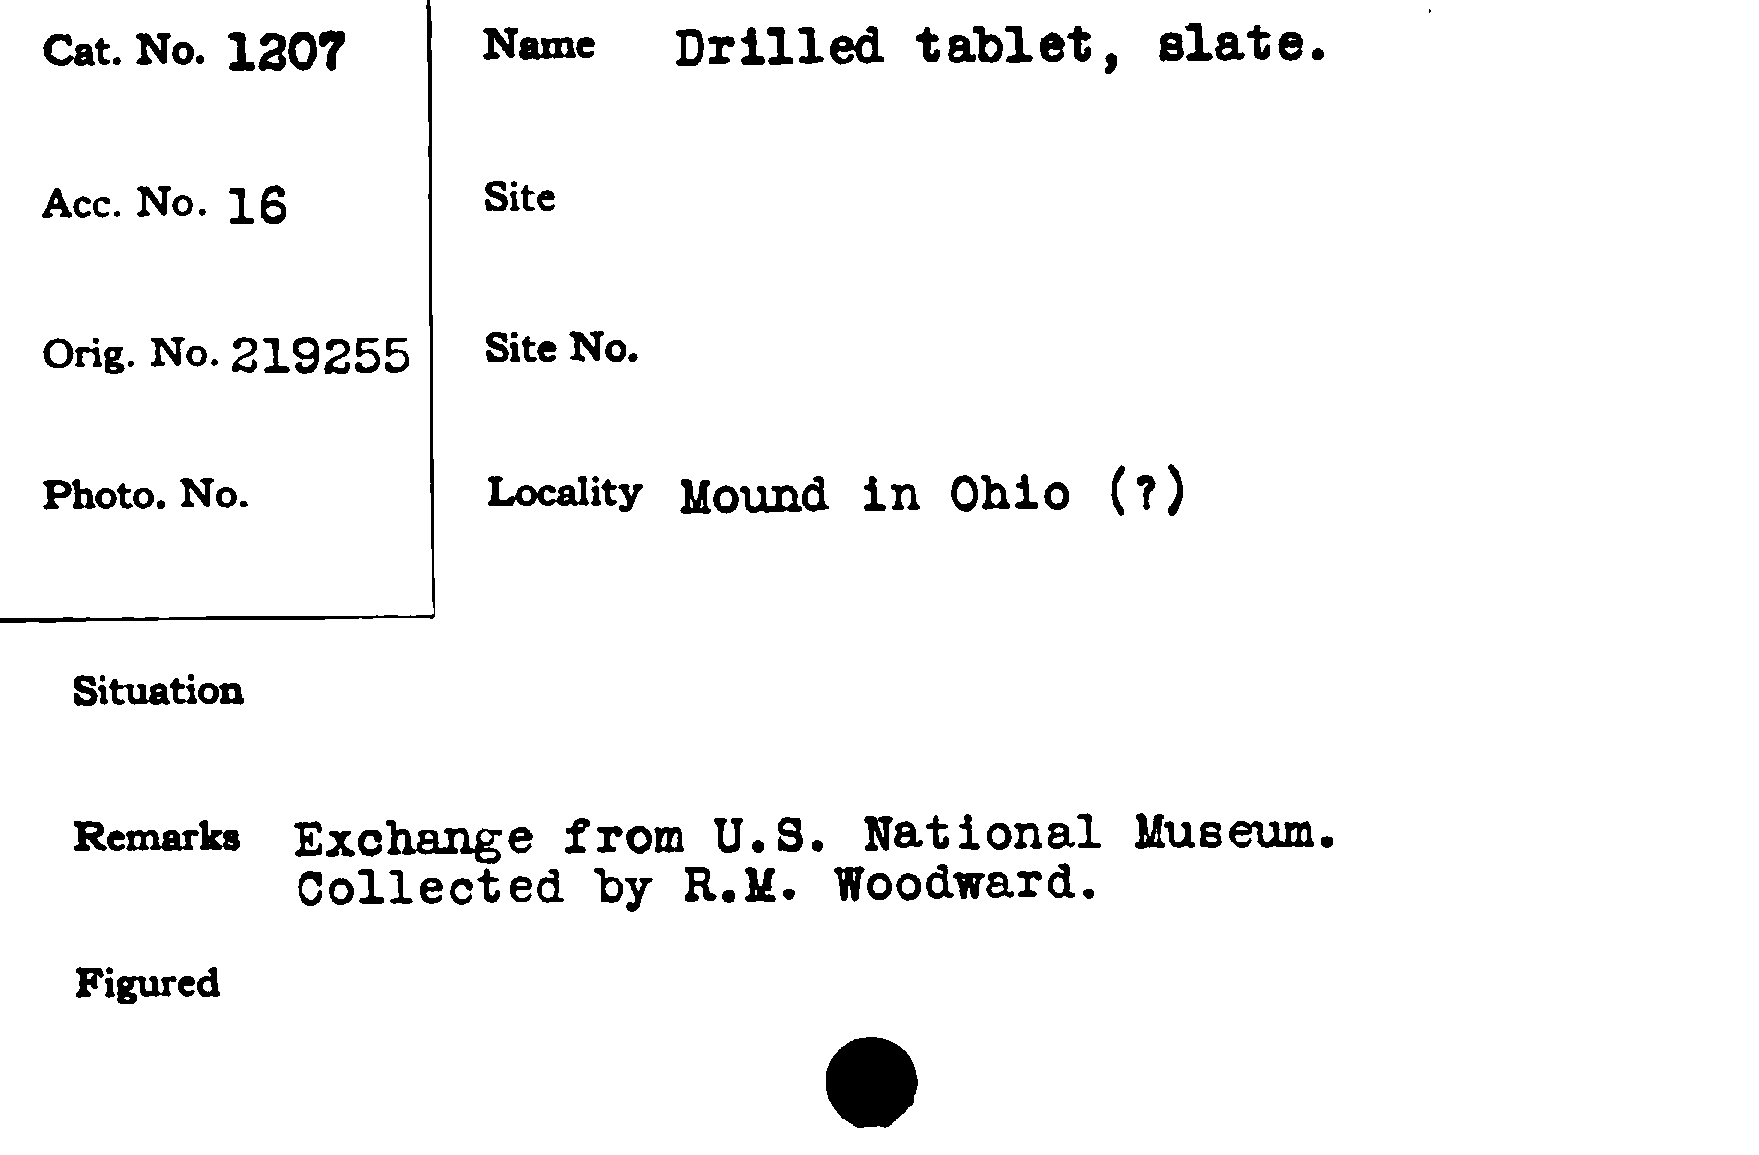 Cat. No. 1207
Name Drilled tablet, slate.
Acc. No. 16
Site
Orig. No. 219255
Site No.
Photo. No.
Locality Mound in Ohio (?)
Situation
Remarks Exchange from U.S. National Museum.
Collected by R.M. Woodward.
Figured